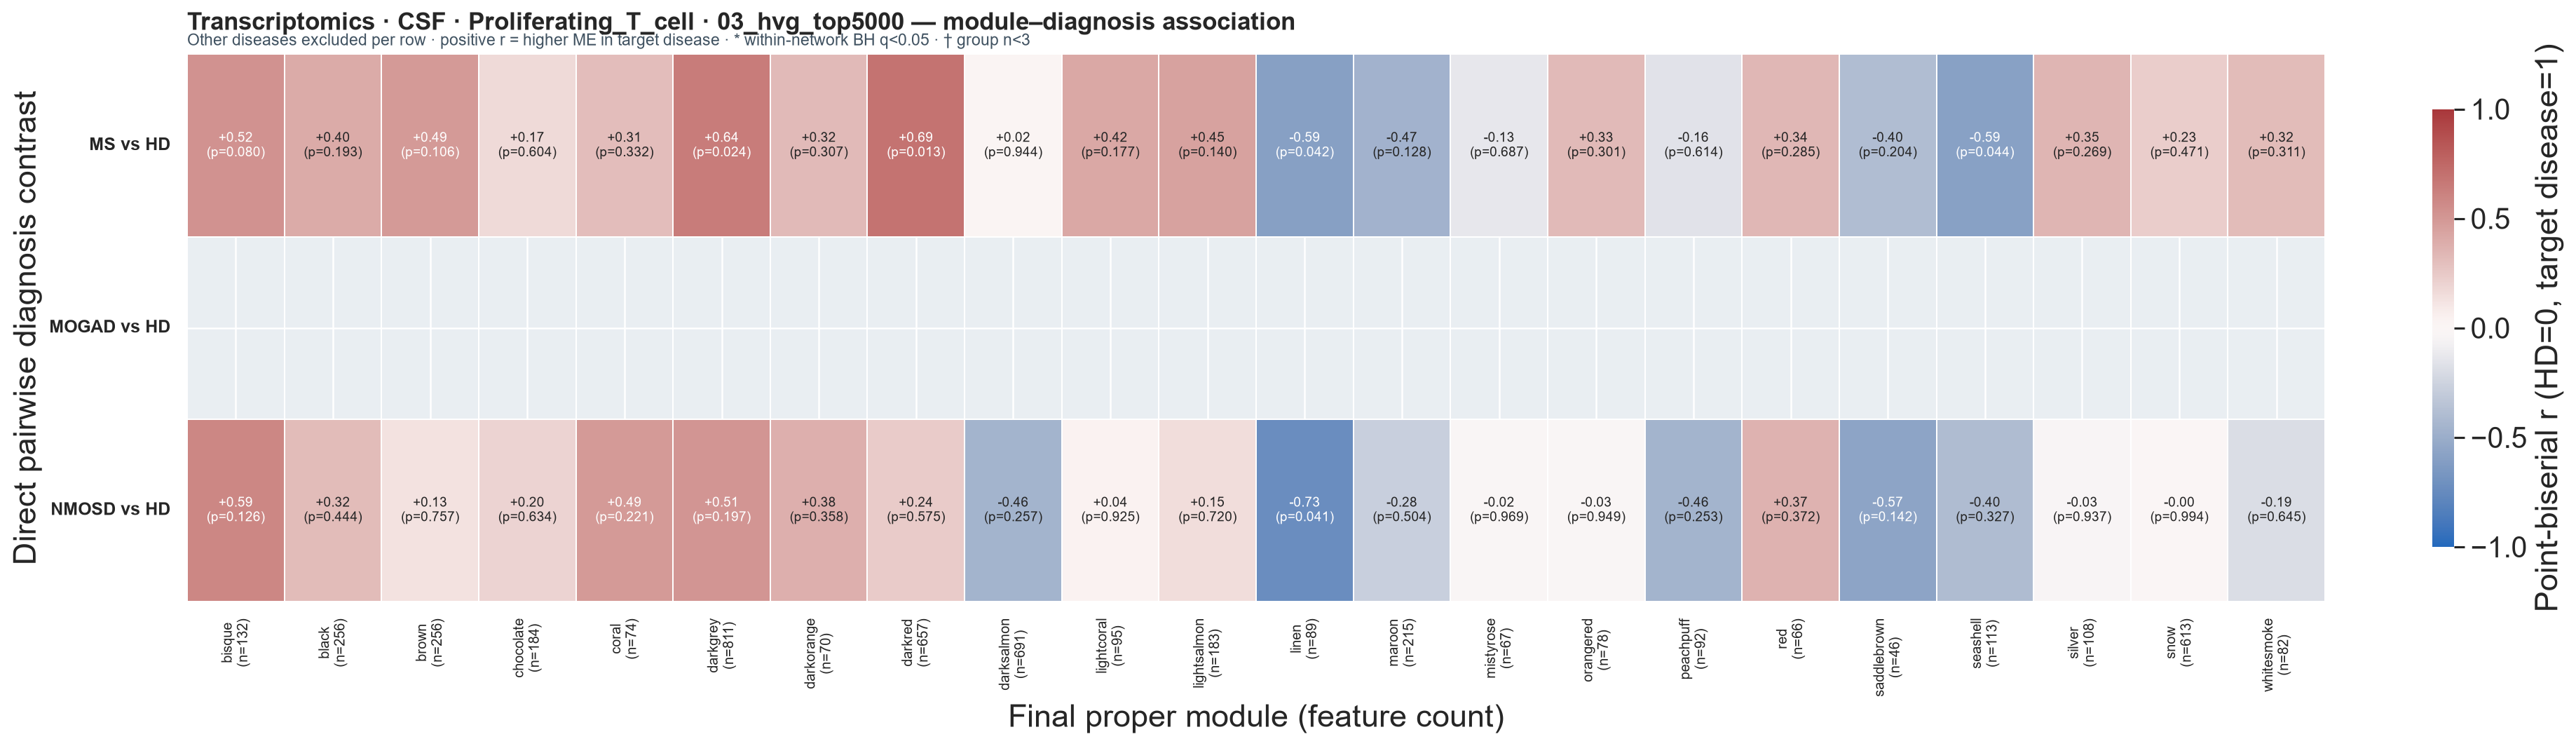 Transcriptomics · CSF · Proliferating_T_cell · 03_hvg_top5000 — module–diagnosis association
Other diseases excluded per row · positive r = higher ME in target disease · * within-network BH q<0.05 · † group n<3
Direct pairwise diagnosis contrast
MS vs HD
+0.52 +0.40 +0.49 +0.17 +0.31 +0.64 +0.32 +0.69 +0.02 +0.42 +0.45 -0.59 -0.47 -0.13 +0.33 -0.16 +0.34 -0.40 -0.59 +0.35 +0.23 +0.32
(p=0.080) (p=0.193) (p=0.106) (p=0.604) (p=0.332) (p=0.024) (p=0.307) (p=0.013) (p=0.944) (p=0.177) (p=0.140) (p=0.042) (p=0.128) (p=0.687) (p=0.301) (p=0.614) (p=0.285) (p=0.204) (p=0.044) (p=0.269) (p=0.471) (p=0.311)
MOGAD vs HD
NMOSD vs HD
+0.59 +0.32 +0.13 +0.20 +0.49 +0.51 +0.38 +0.24 -0.46 +0.04 +0.15 -0.73 -0.28 -0.02 -0.03 -0.46 +0.37 -0.57 -0.40 -0.03 -0.00 -0.19
(p=0.126) (p=0.444) (p=0.757) (p=0.634) (p=0.221) (p=0.197) (p=0.358) (p=0.575) (p=0.257) (p=0.925) (p=0.720) (p=0.041) (p=0.504) (p=0.969) (p=0.949) (p=0.253) (p=0.372) (p=0.142) (p=0.327) (p=0.937) (p=0.994) (p=0.645)
bisque
(n=132)
black
(n=256)
brown
(n=256)
chocolate
(n=184)
coral
(n=74)
darkgrey
(n=811)
darkorange
(n=70)
darkred
(n=657)
darksalmon
(n=691)
lightcoral
(n=95)
lightsalmon
(n=183)
linen
(n=89)
maroon
(n=215)
mistyrose
(n=67)
orangered
(n=78)
peachpuff
(n=92)
red
(n=66)
saddlebrown
(n=46)
seashell
(n=113)
silver
(n=108)
snow
(n=613)
whitesmoke
(n=82)
Final proper module (feature count)
1.0
0.5
0.0
−0.5
−1.0
Point-biserial r (HD=0, target disease=1)